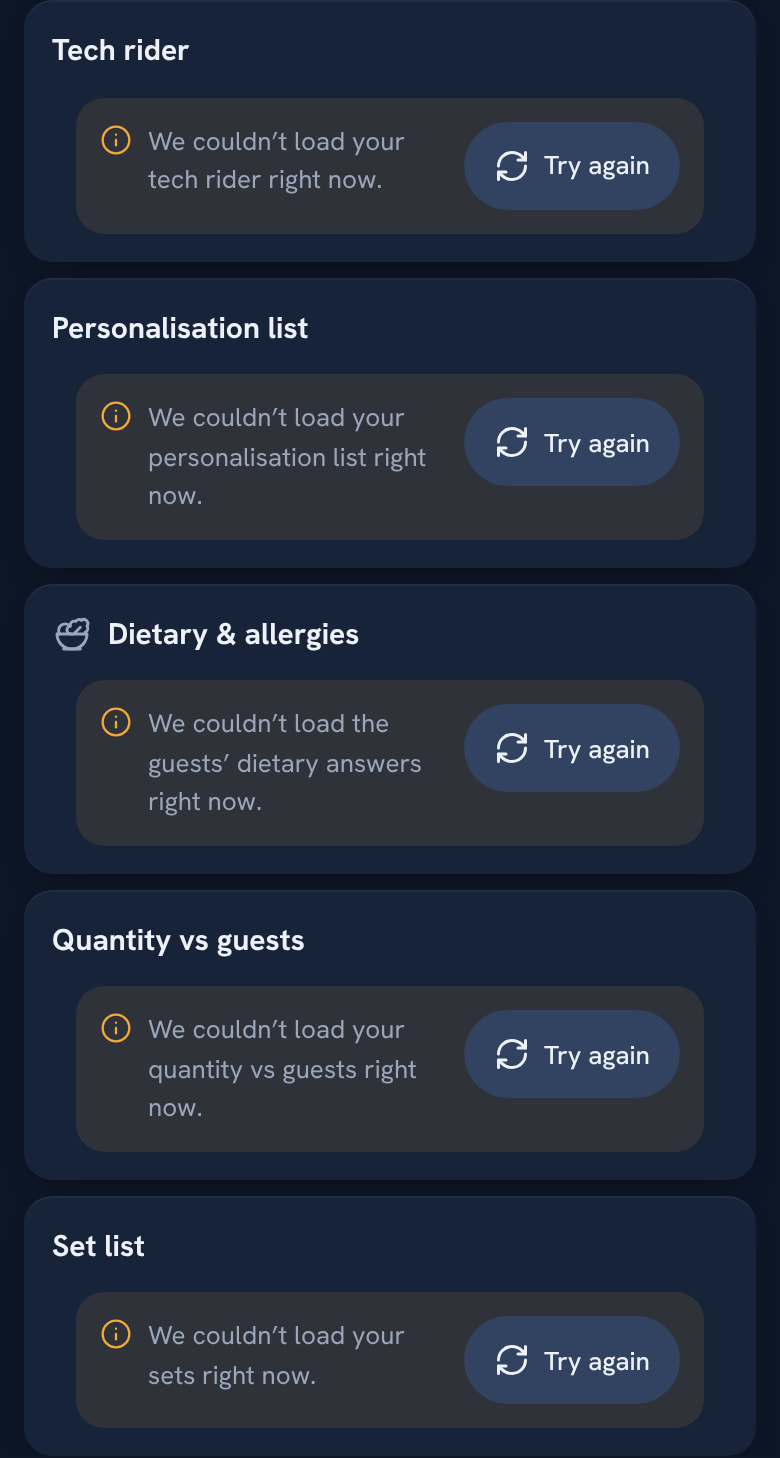 Tech rider
We couldn’t load your
tech rider right now.
Try again
Personalisation list
We couldn’t load your
personalisation list right
now.
Try again
Dietary & allergies
We couldn’t load the
guests’ dietary answers
right now.
Try again
Quantity vs guests
We couldn’t load your
quantity vs guests right
now.
Try again
Set list
We couldn’t load your
sets right now.
Try again